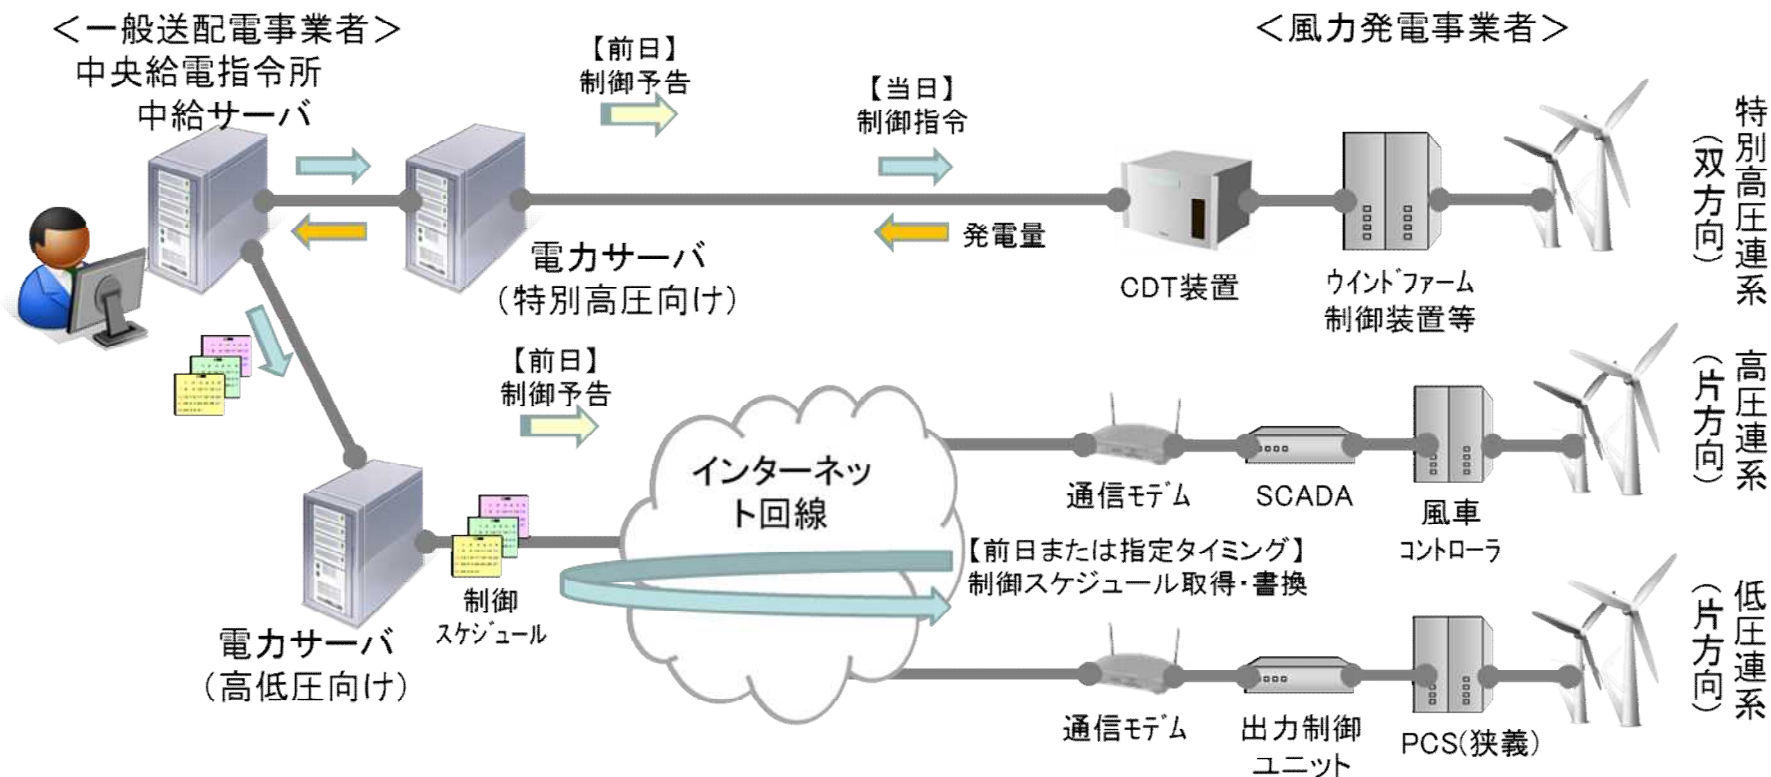 ＜一般送配電事業者＞
中央給電指令所
中給サーバ
【前日】
制御予告
【当日】
制御指令
＜風力発電事業者＞
発電量
電力サーバ
（特別高圧向け）
CDT装置
ｳｲﾝﾄﾞﾌｧｰﾑ
制御装置等
特別高圧連系
（双方向）
【前日】
制御予告
インターネッ
ト回線
通信ﾓﾃﾞﾑ
SCADA
風車
ｺﾝﾄﾛｰﾗ
高圧連系
（片方向）
【前日または指定タイミング】
制御スケジュール取得・書換
制御
ｽｹｼﾞｭｰﾙ
電力サーバ
（高低圧向け）
通信ﾓﾃﾞﾑ
出力制御
ユニット
PCS(狭義)
低圧連系
（片方向）